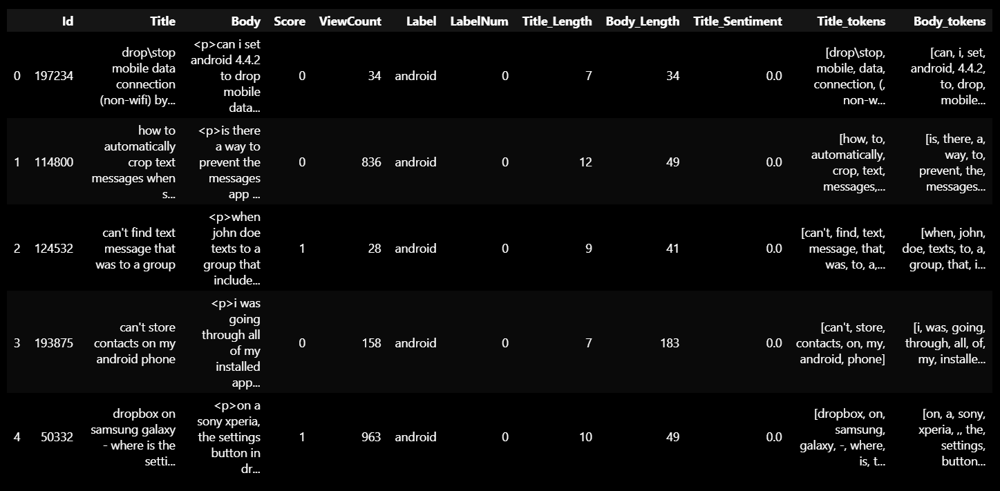 Id Title Body Score ViewCount Label LabelNum Title_Length Body_Length Title_Sentiment Title_tokens Body_tokens
0 197234 drop\stop mobile data connection (non-wifi) by... <p>can i set android 4.4.2 to drop mobile data... 0 34 android 0 7 34 0.0 [drop\stop, mobile, data, connection, (, non-w... [can, i, set, android, 4.4.2, to, drop, mobile...
1 114800 how to automatically crop text messages when s... <p>is there a way to prevent the messages app ... 0 836 android 0 12 49 0.0 [how, to, automatically, crop, text, messages,... [is, there, a, way, to, prevent, the, messages...
2 124532 can't find text message that was to a group <p>when john doe texts to a group that include... 1 28 android 0 9 41 0.0 [can't, find, text, message, that, was, to, a,... [when, john, doe, texts, to, a, group, that, i...
3 193875 can't store contacts on my android phone <p>i was going through all of my installed app... 0 158 android 0 7 183 0.0 [can't, store, contacts, on, my, android, phone] [i, was, going, through, all, of, my, installe...
4 50332 dropbox on samsung galaxy - where is the setti... <p>on a sony xperia, the settings button in dr... 1 963 android 0 10 49 0.0 [dropbox, on, samsung, galaxy, -, where, is, t... [on, a, sony, xperia, ,, the, settings, button...